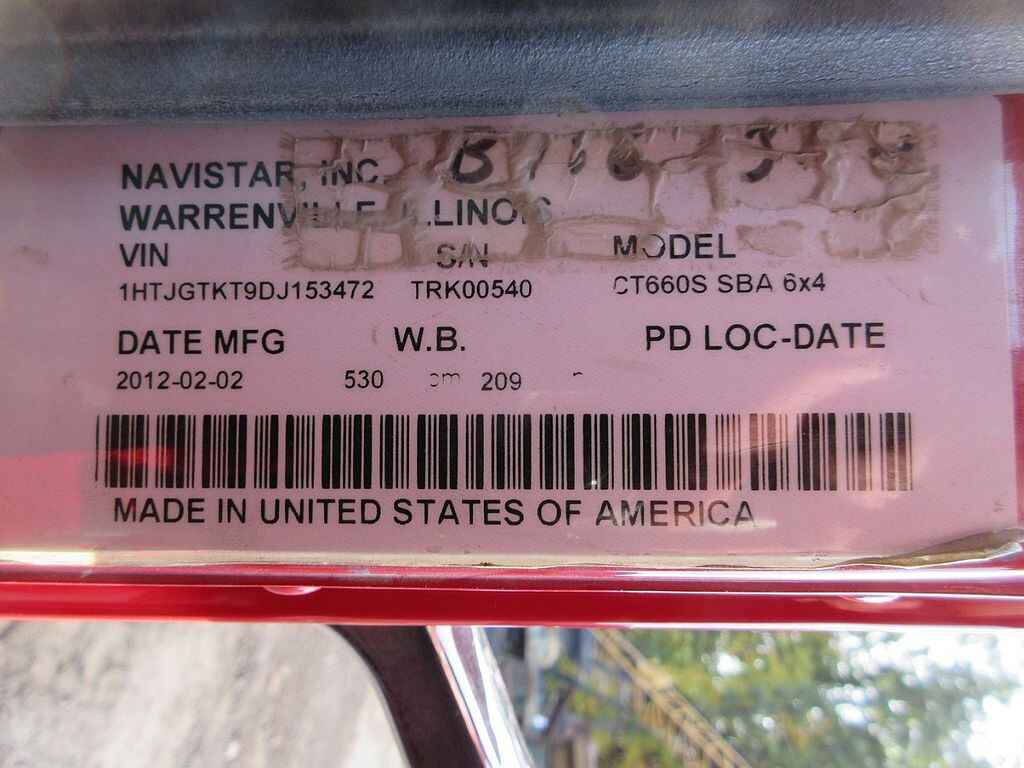 NAVISTAR, INC.
WARRENVILLE, ILLINOIS
VIN S/N MODEL
1HTJGTKT9DJ153472 TRK00540 CT660S SBA 6x4
DATE MFG W.B. PD LOC-DATE
2012-02-02 530 cm 209
MADE IN UNITED STATES OF AMERICA